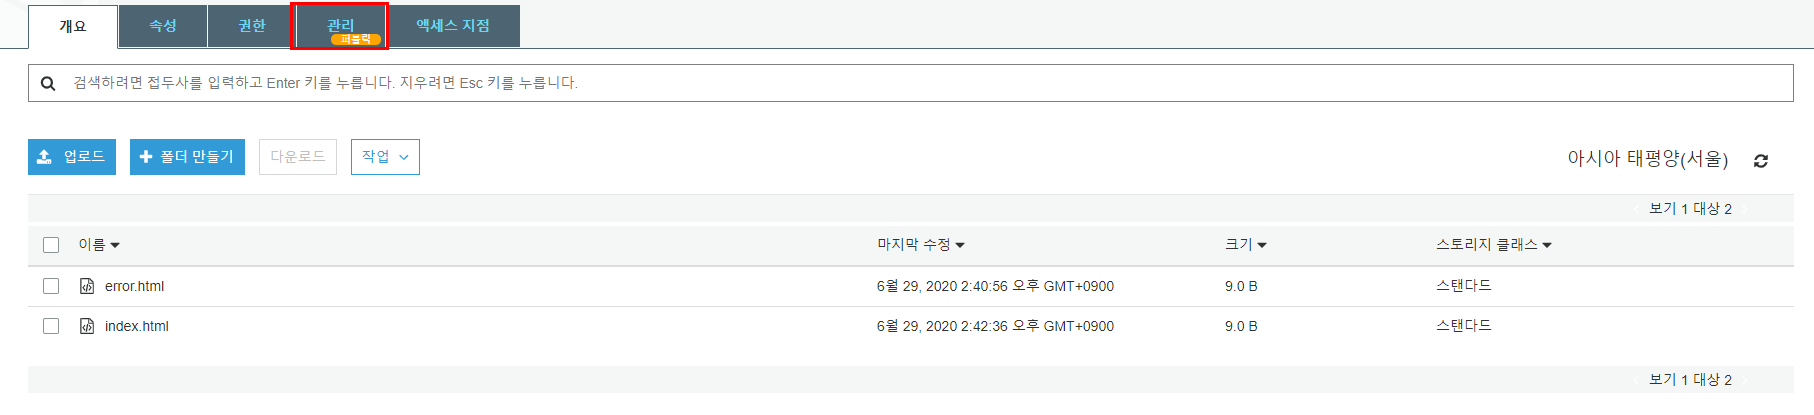 개요 속성 권한 관리 액세스 지점
퍼블릭
검색하려면 접두사를 입력하고 Enter 키를 누릅니다. 지우려면 Esc 키를 누릅니다.
업로드 폴더 만들기 다운로드 작업 아시아 태평양(서울)
보기 1 대상 2
이름 마지막 수정 크기 스토리지 클래스
error.html 6월 29, 2020 2:40:56 오후 GMT+0900 9.0 B 스탠다드
index.html 6월 29, 2020 2:42:36 오후 GMT+0900 9.0 B 스탠다드
보기 1 대상 2